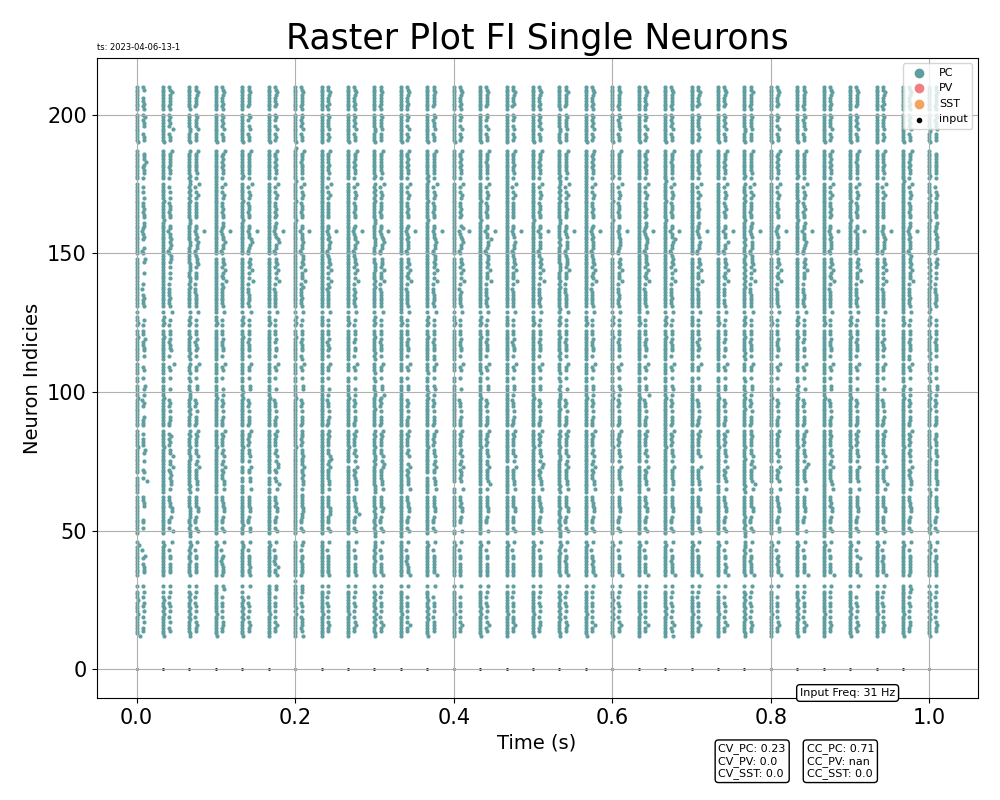 Raster Plot FI Single Neurons
ts: 2023-04-06-13-1
PC
PV
SST
input
200
150
100
50
0
Neuron Indicies
0.0 0.2 0.4 0.6 0.8 1.0
Time (s)
Input Freq: 31 Hz
CV_PC: 0.23
CV_PV: 0.0
CV_SST: 0.0
CC_PC: 0.71
CC_PV: nan
CC_SST: 0.0